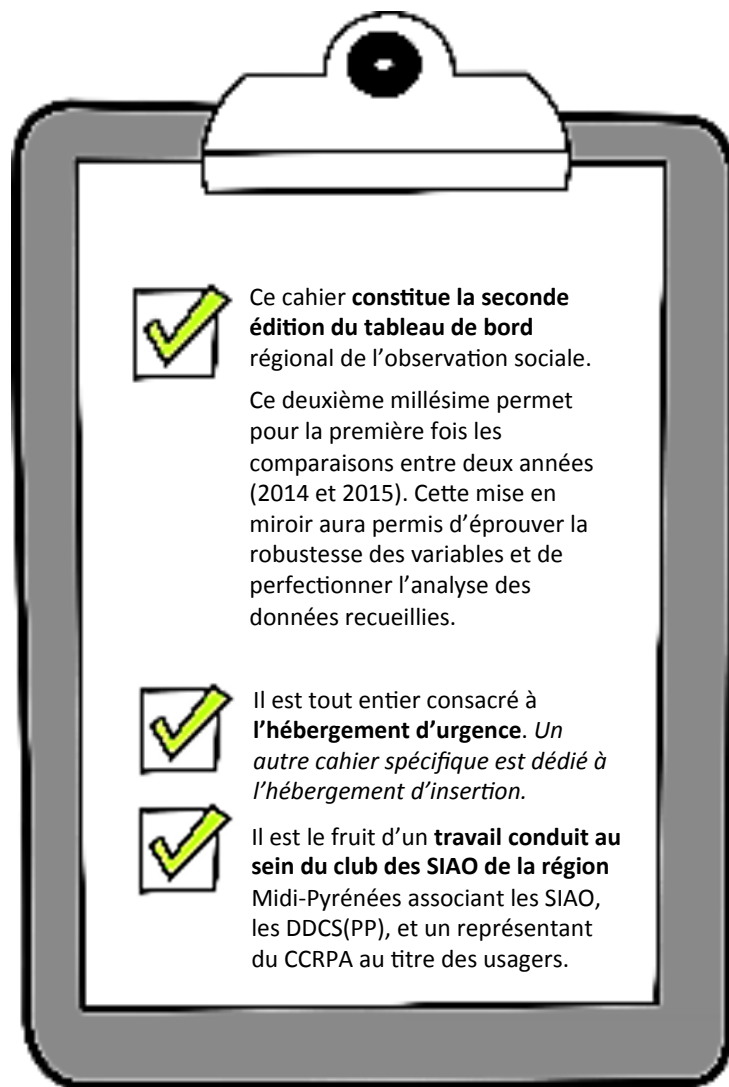 Ce cahier constitue la seconde
édition du tableau de bord
régional de l’observation sociale.
Ce deuxième millésime permet
pour la première fois les
comparaisons entre deux années
(2014 et 2015). Cette mise en
miroir aura permis d’éprouver la
robustesse des variables et de
perfectionner l’analyse des
données recueillies.
Il est tout entier consacré à
l’hébergement d’urgence. Un
autre cahier spécifique est dédié à
l’hébergement d’insertion.
Il est le fruit d’un travail conduit au
sein du club des SIAO de la région
Midi-Pyrénées associant les SIAO,
les DDCS(PP), et un représentant
du CCRPA au titre des usagers.